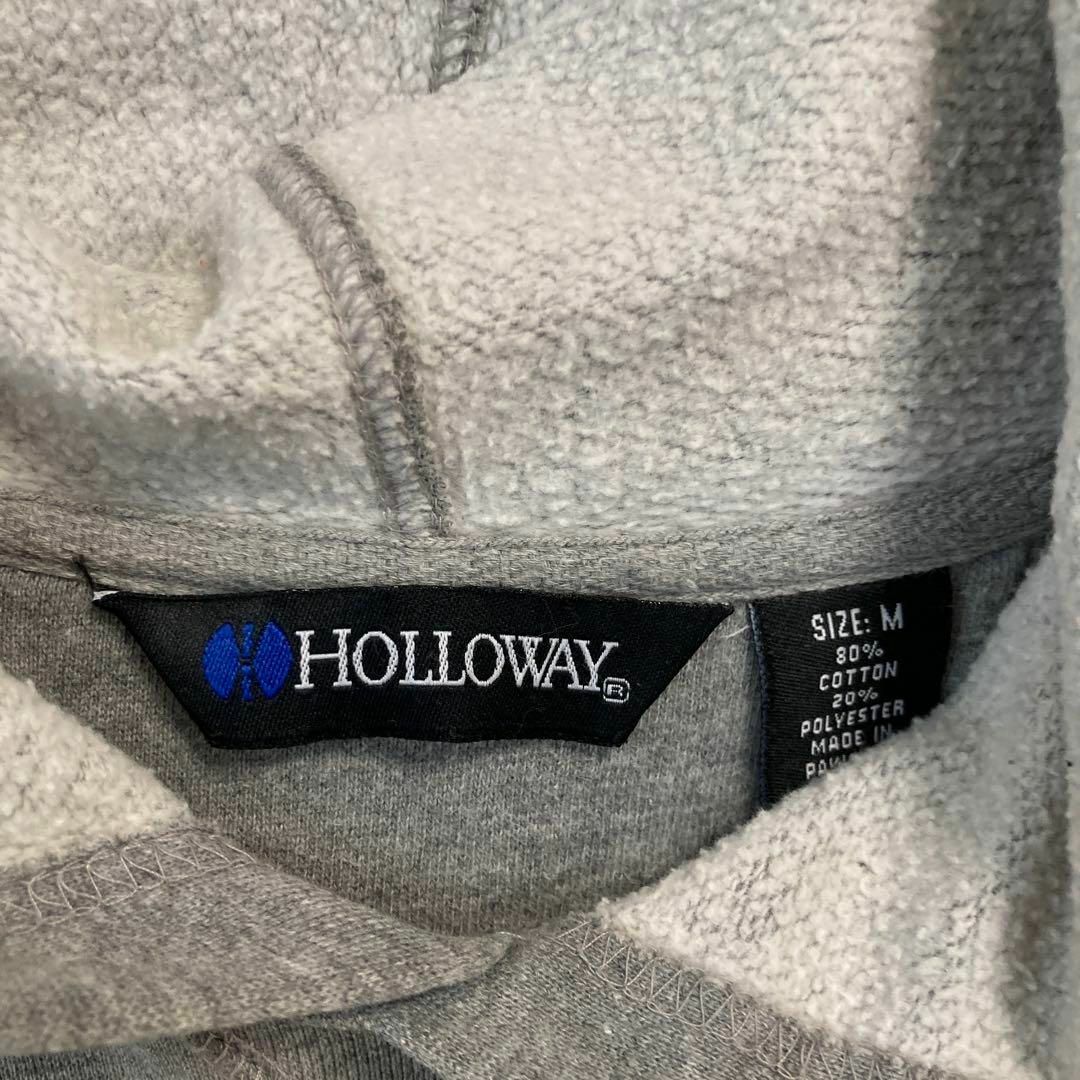 HOLLOWAY®
SIZE: M
80%
COTTON
20%
POLYESTER
MADE IN